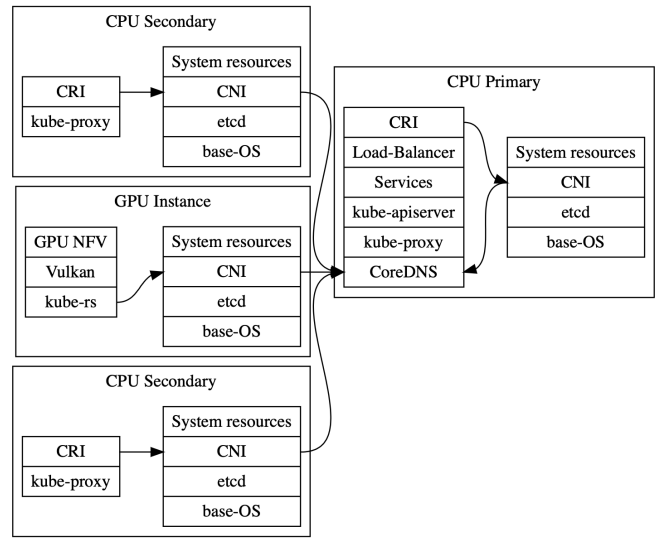 CPU Secondary
CRI
kube-proxy
System resources
CNI
etcd
base-OS
GPU Instance
GPU NFV
Vulkan
kube-rs
System resources
CNI
etcd
base-OS
CPU Secondary
CRI
kube-proxy
System resources
CNI
etcd
base-OS
CPU Primary
CRI
Load-Balancer
Services
kube-apiserver
kube-proxy
CoreDNS
System resources
CNI
etcd
base-OS